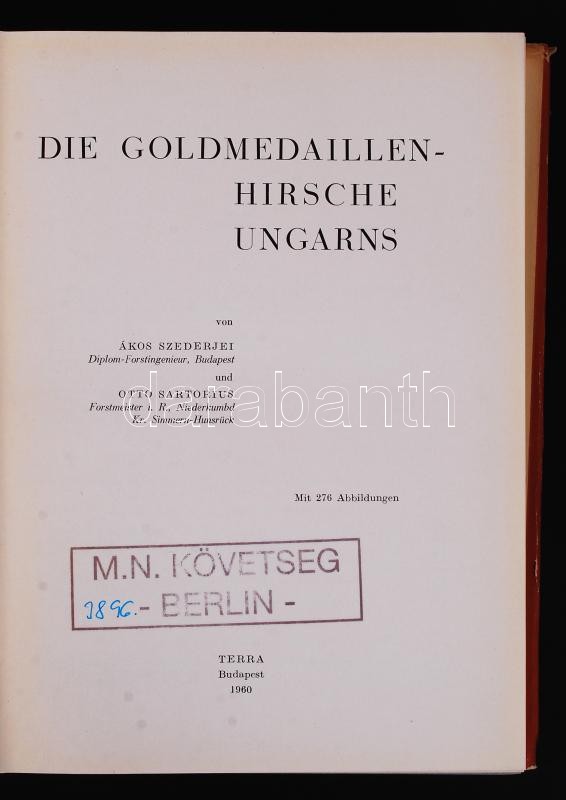 DIE GOLDMEDAILLEN-
HIRSCHE
UNGARNS
von
ÁKOS SZEDERJEI
Diplom-Forstingenieur, Budapest
und
OTTO SARTORIUS
Forstmeister i. R., Niederkumbd
Kr. Simmern-Hunsrück
darabanth
Mit 276 Abbildungen
M.N. KÖVETSEG
3896.- BERLIN -
TERRA
Budapest
1960